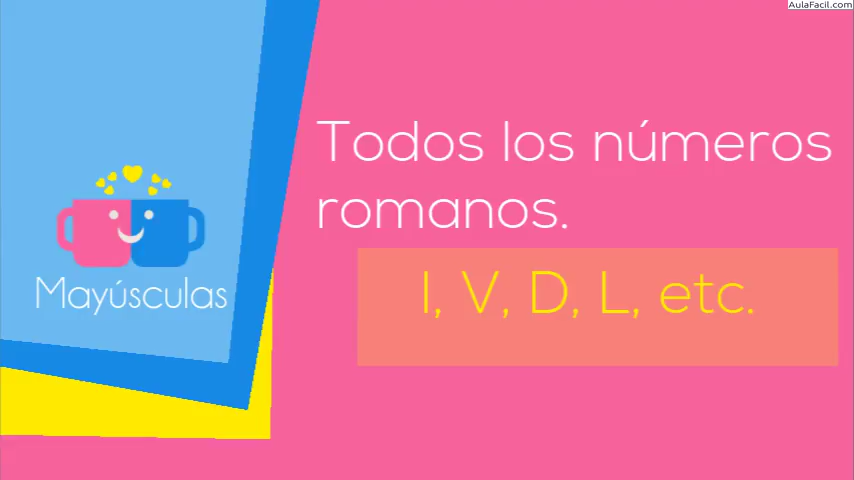 AulaFacil.com
Todos los números
romanos.
I, V, D, L, etc.
Mayúsculas